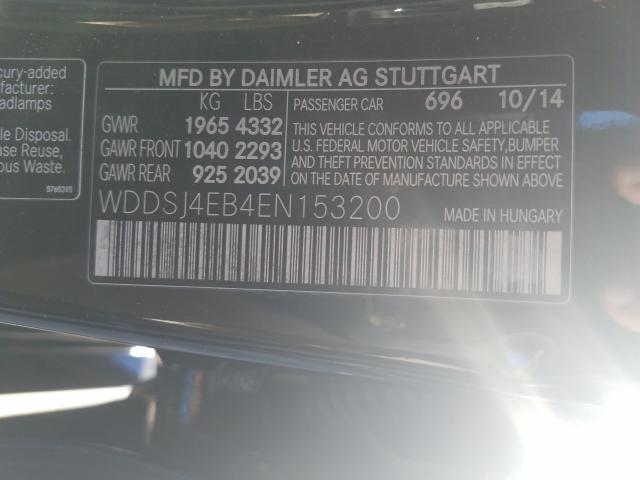 cury-added
facturer:
adlamps
e Disposal.
ase Reuse,
ous Waste.
MFD BY DAIMLER AG STUTTGART
KG LBS
GVWR 1965 4332
GAWR FRONT 1040 2293
GAWR REAR 925 2039
PASSENGER CAR 696 10/14
THIS VEHICLE CONFORMS TO ALL APPLICABLE
U.S. FEDERAL MOTOR VEHICLE SAFETY,BUMPER
AND THEFT PREVENTION STANDARDS IN EFFECT
ON THE DATE OF MANUFACTURE SHOWN ABOVE.
WDDSJ4EB4EN153200 MADE IN HUNGARY